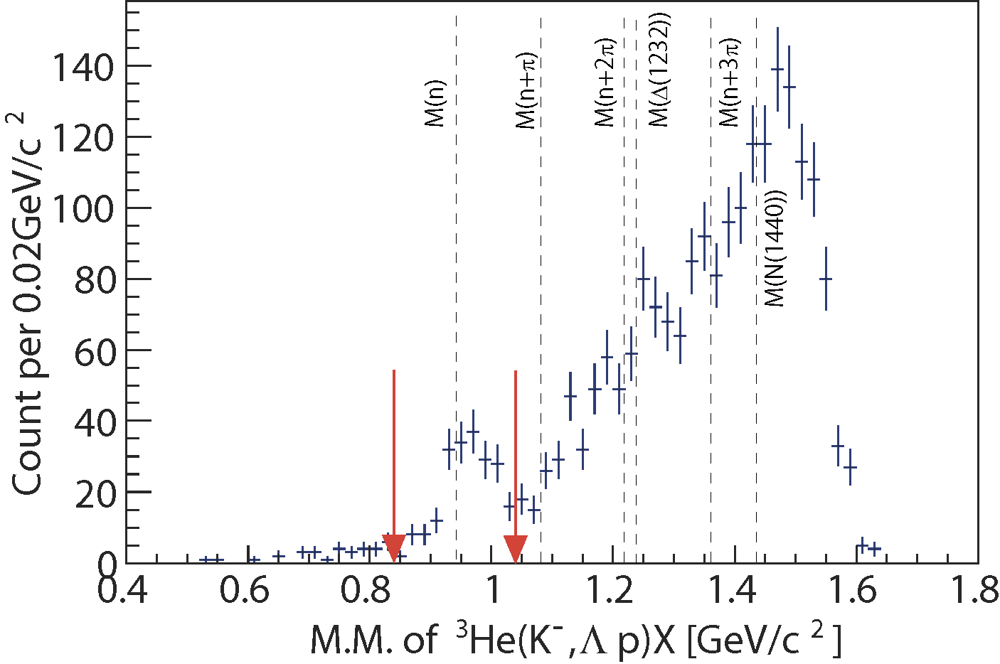 Count per 0.02GeV/c ²
140
120
100
80
60
40
20
0
M(n)
M(n+π)
M(n+2π)
M(Δ(1232))
M(n+3π)
M(N(1440))
0.4 0.6 0.8 1 1.2 1.4 1.6 1.8
M.M. of ³He(K⁻,Λ p)X [GeV/c ²]